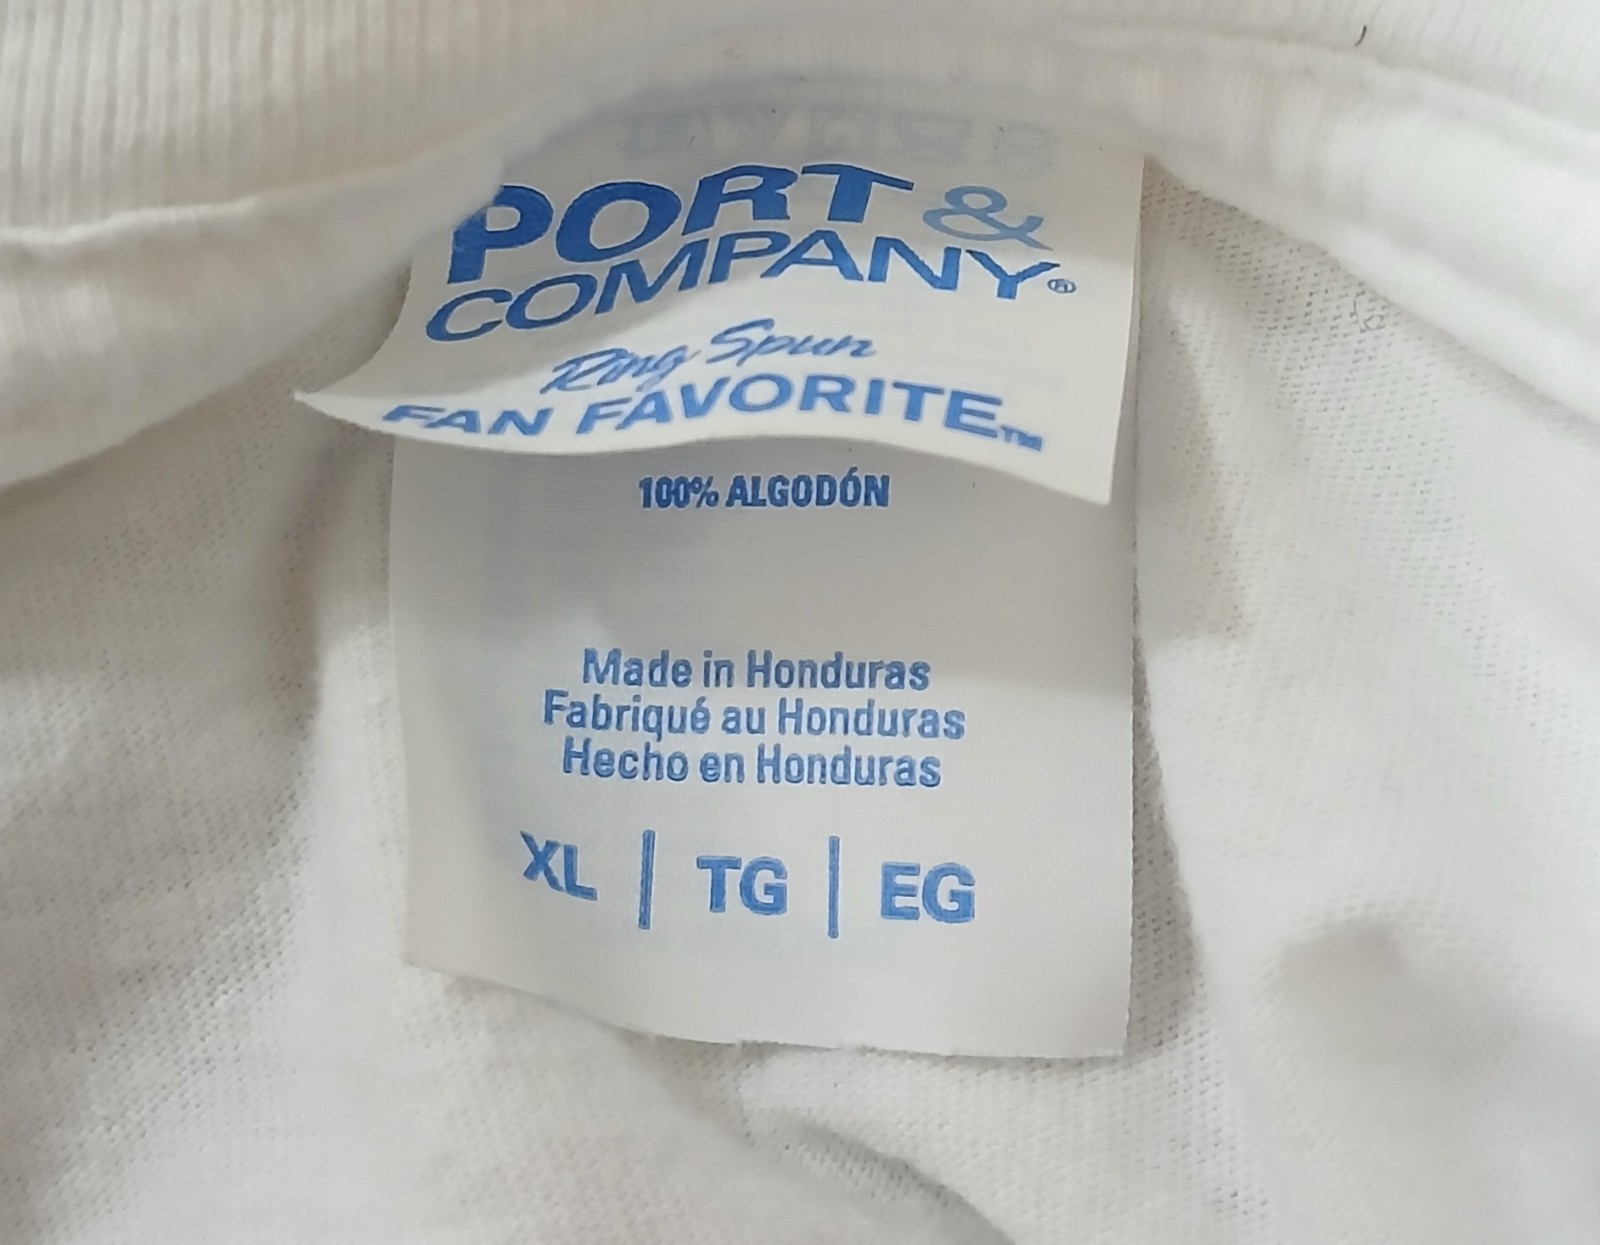 PORT &
COMPANY®
Ring Spun
FAN FAVORITE™
100% ALGODÓN
Made in Honduras
Fabriqué au Honduras
Hecho en Honduras
XL | TG | EG